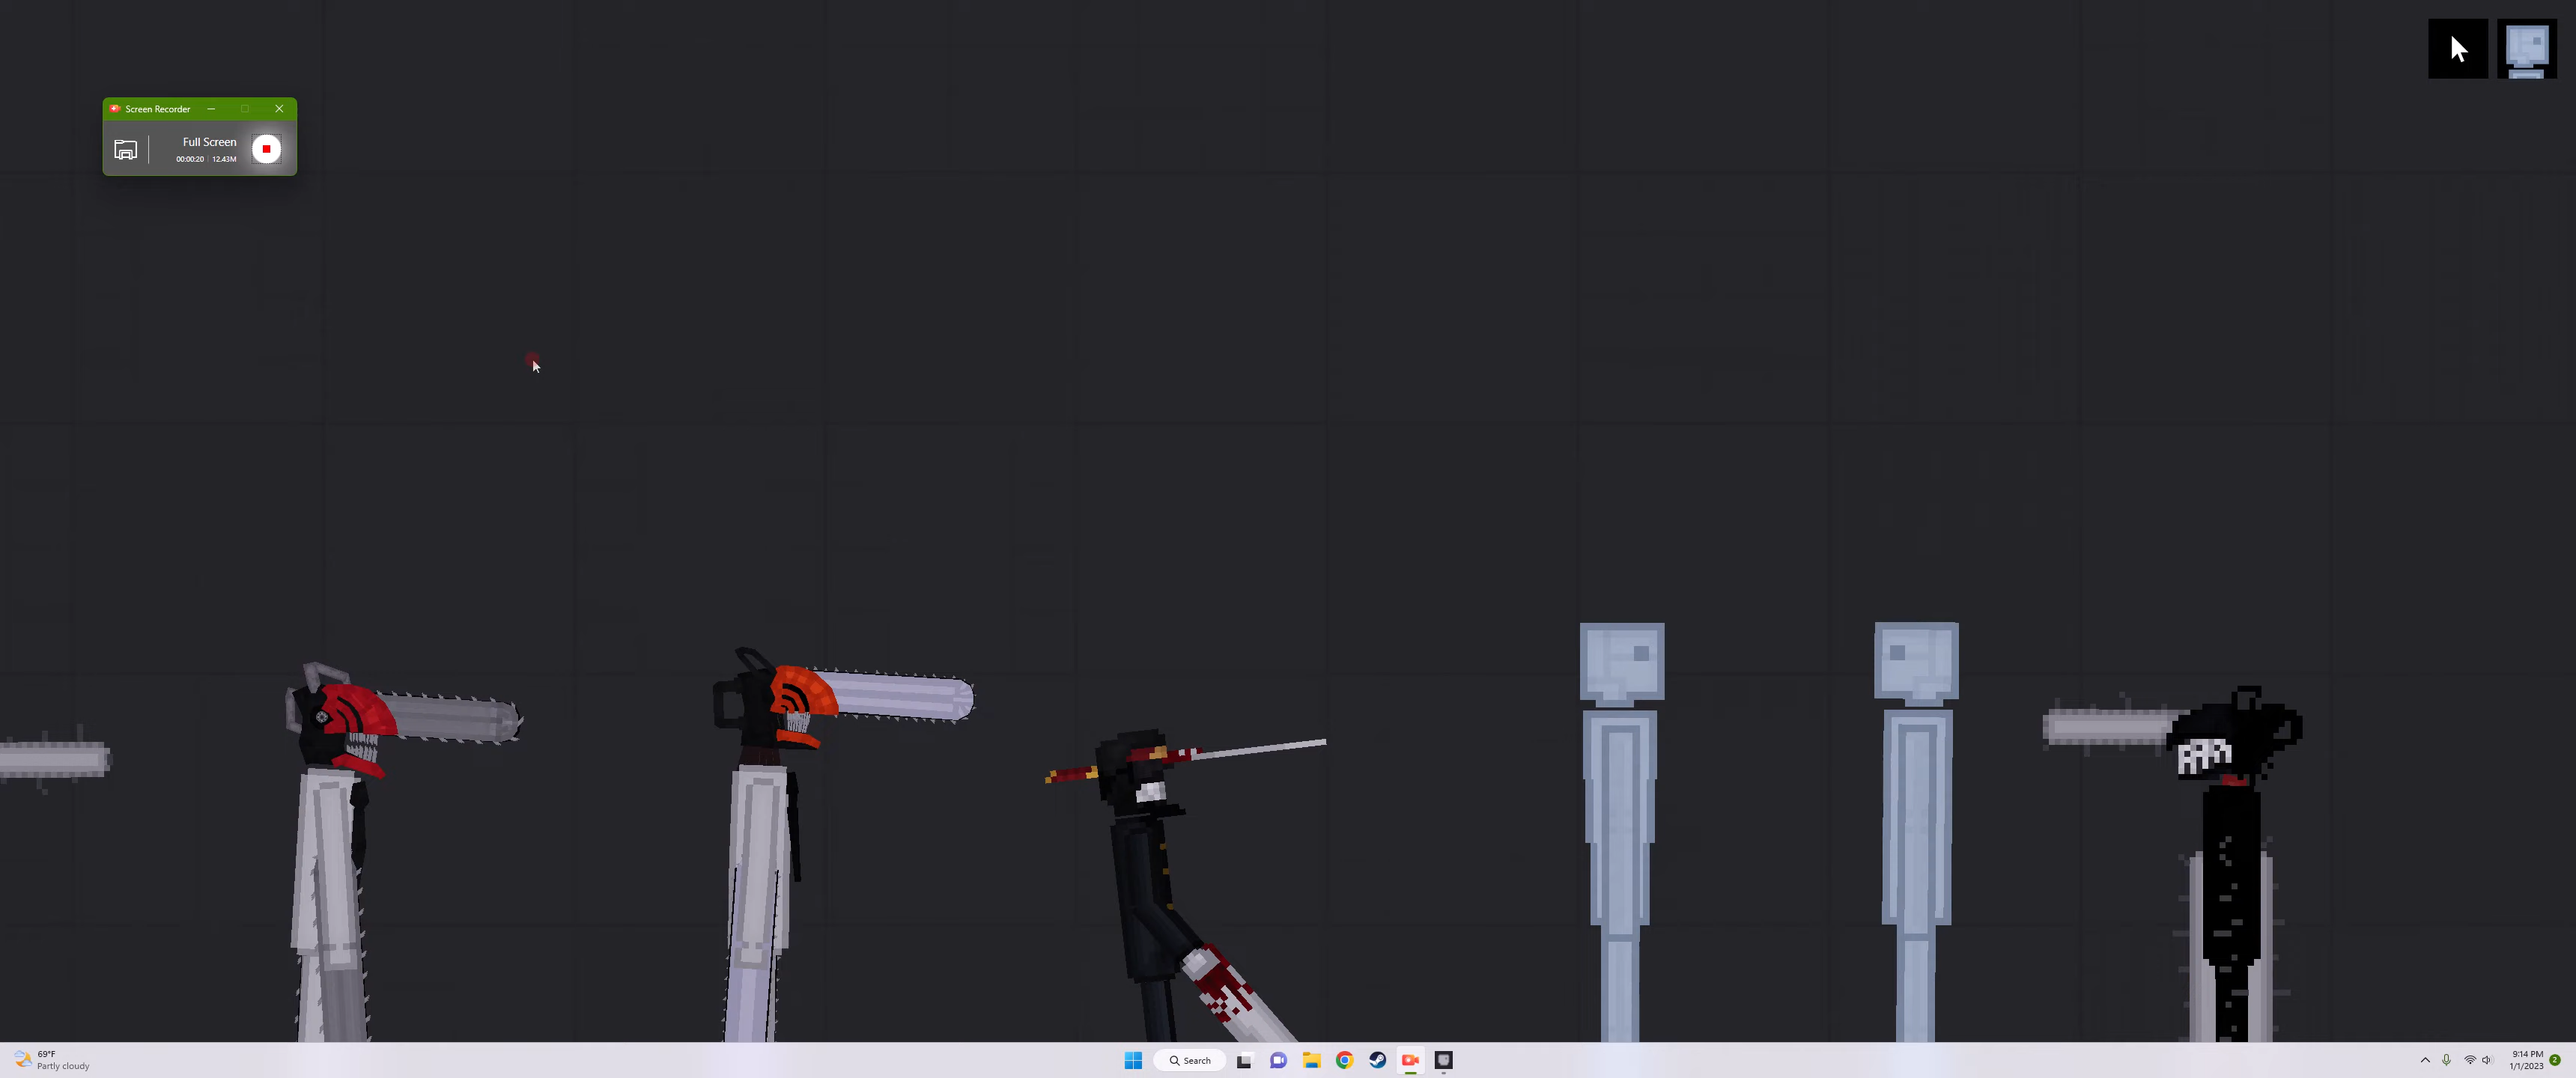 Screen Recorder
Full Screen
00:00:20 | 12.43M
69°F
Partly cloudy
Search
9:14 PM
1/1/2023
2